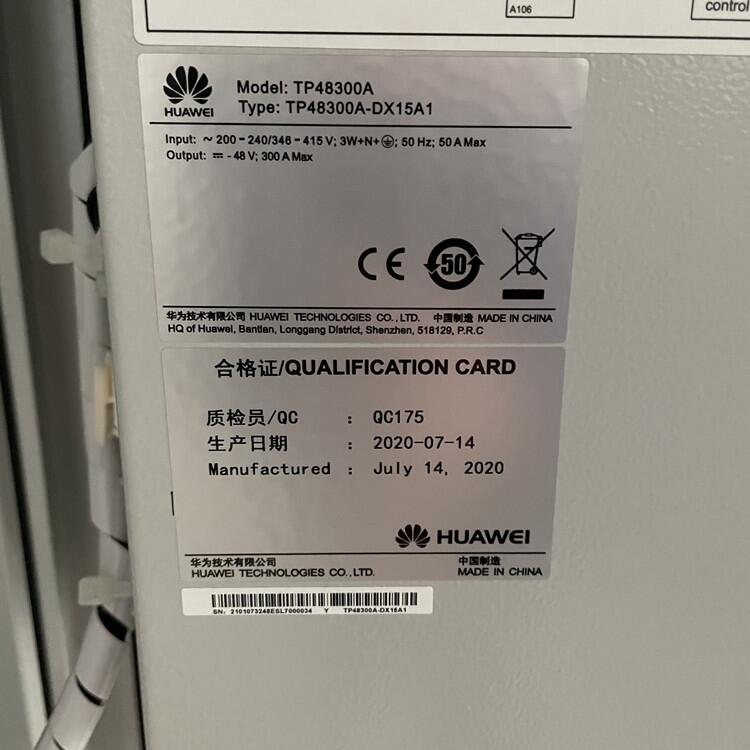 A106
control
HUAWEI
Model: TP48300A
Type: TP48300A-DX15A1
Input: ~ 200 - 240/346 - 415 V; 3W+N+⏚; 50 Hz; 50 A Max
Output: ⎓ - 48 V; 300 A Max
CE
50
华为技术有限公司 HUAWEI TECHNOLOGIES CO., LTD. 中国制造 MADE IN CHINA
HQ of Huawei, Bantian, Longgang District, Shenzhen, 518129, P.R.C
合格证/QUALIFICATION CARD
质检员/QC : QC175
生产日期 : 2020-07-14
Manufactured : July 14, 2020
HUAWEI
华为技术有限公司 中国制造
HUAWEI TECHNOLOGIES CO., LTD. MADE IN CHINA
SN: 2101073248ESL7000034 Y TP48300A-DX15A1